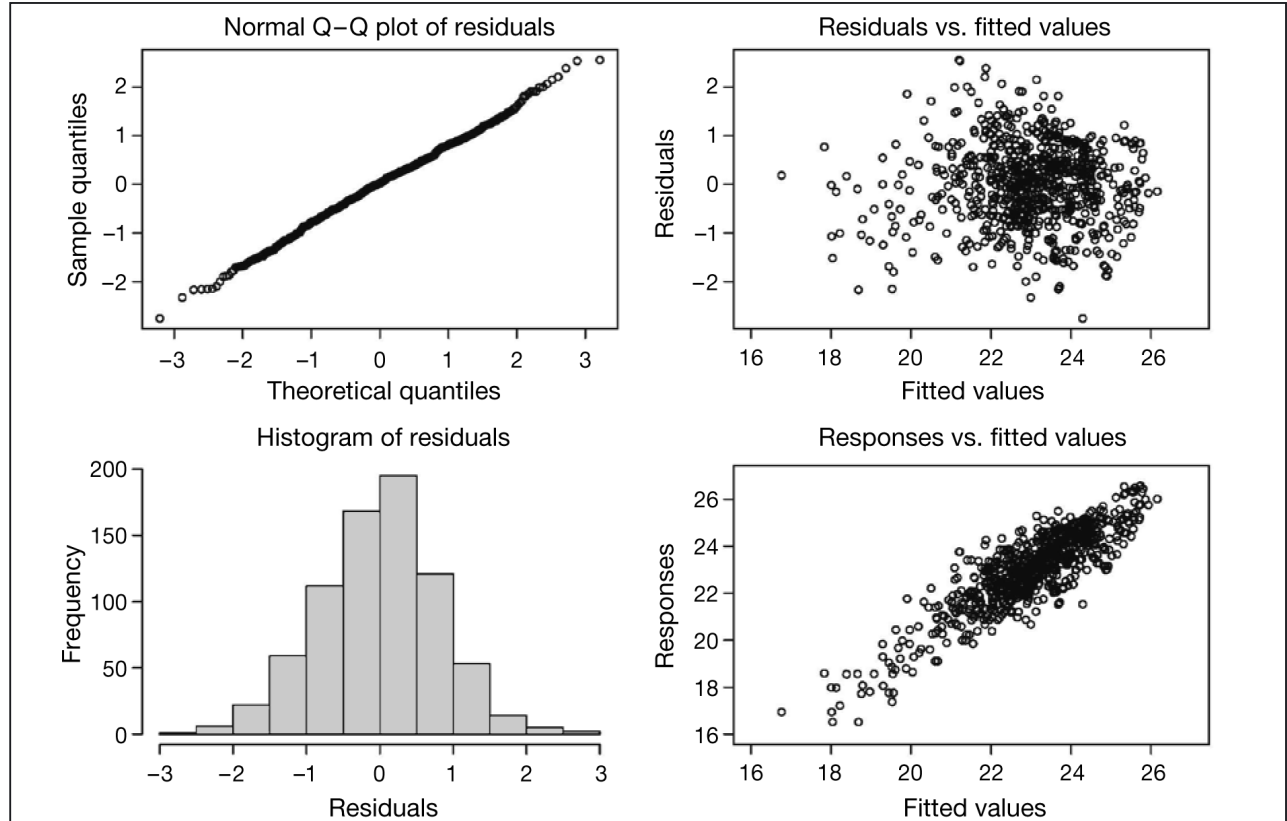 Normal Q−Q plot of residuals
Sample quantiles
2
1
0
−1
−2
−3 −2 −1 0 1 2 3
Theoretical quantiles
Residuals vs. fitted values
Residuals
2
1
0
−1
−2
16 18 20 22 24 26
Fitted values
Histogram of residuals
Frequency
200
150
100
50
0
−3 −2 −1 0 1 2 3
Residuals
Responses vs. fitted values
Responses
26
24
22
20
18
16
16 18 20 22 24 26
Fitted values